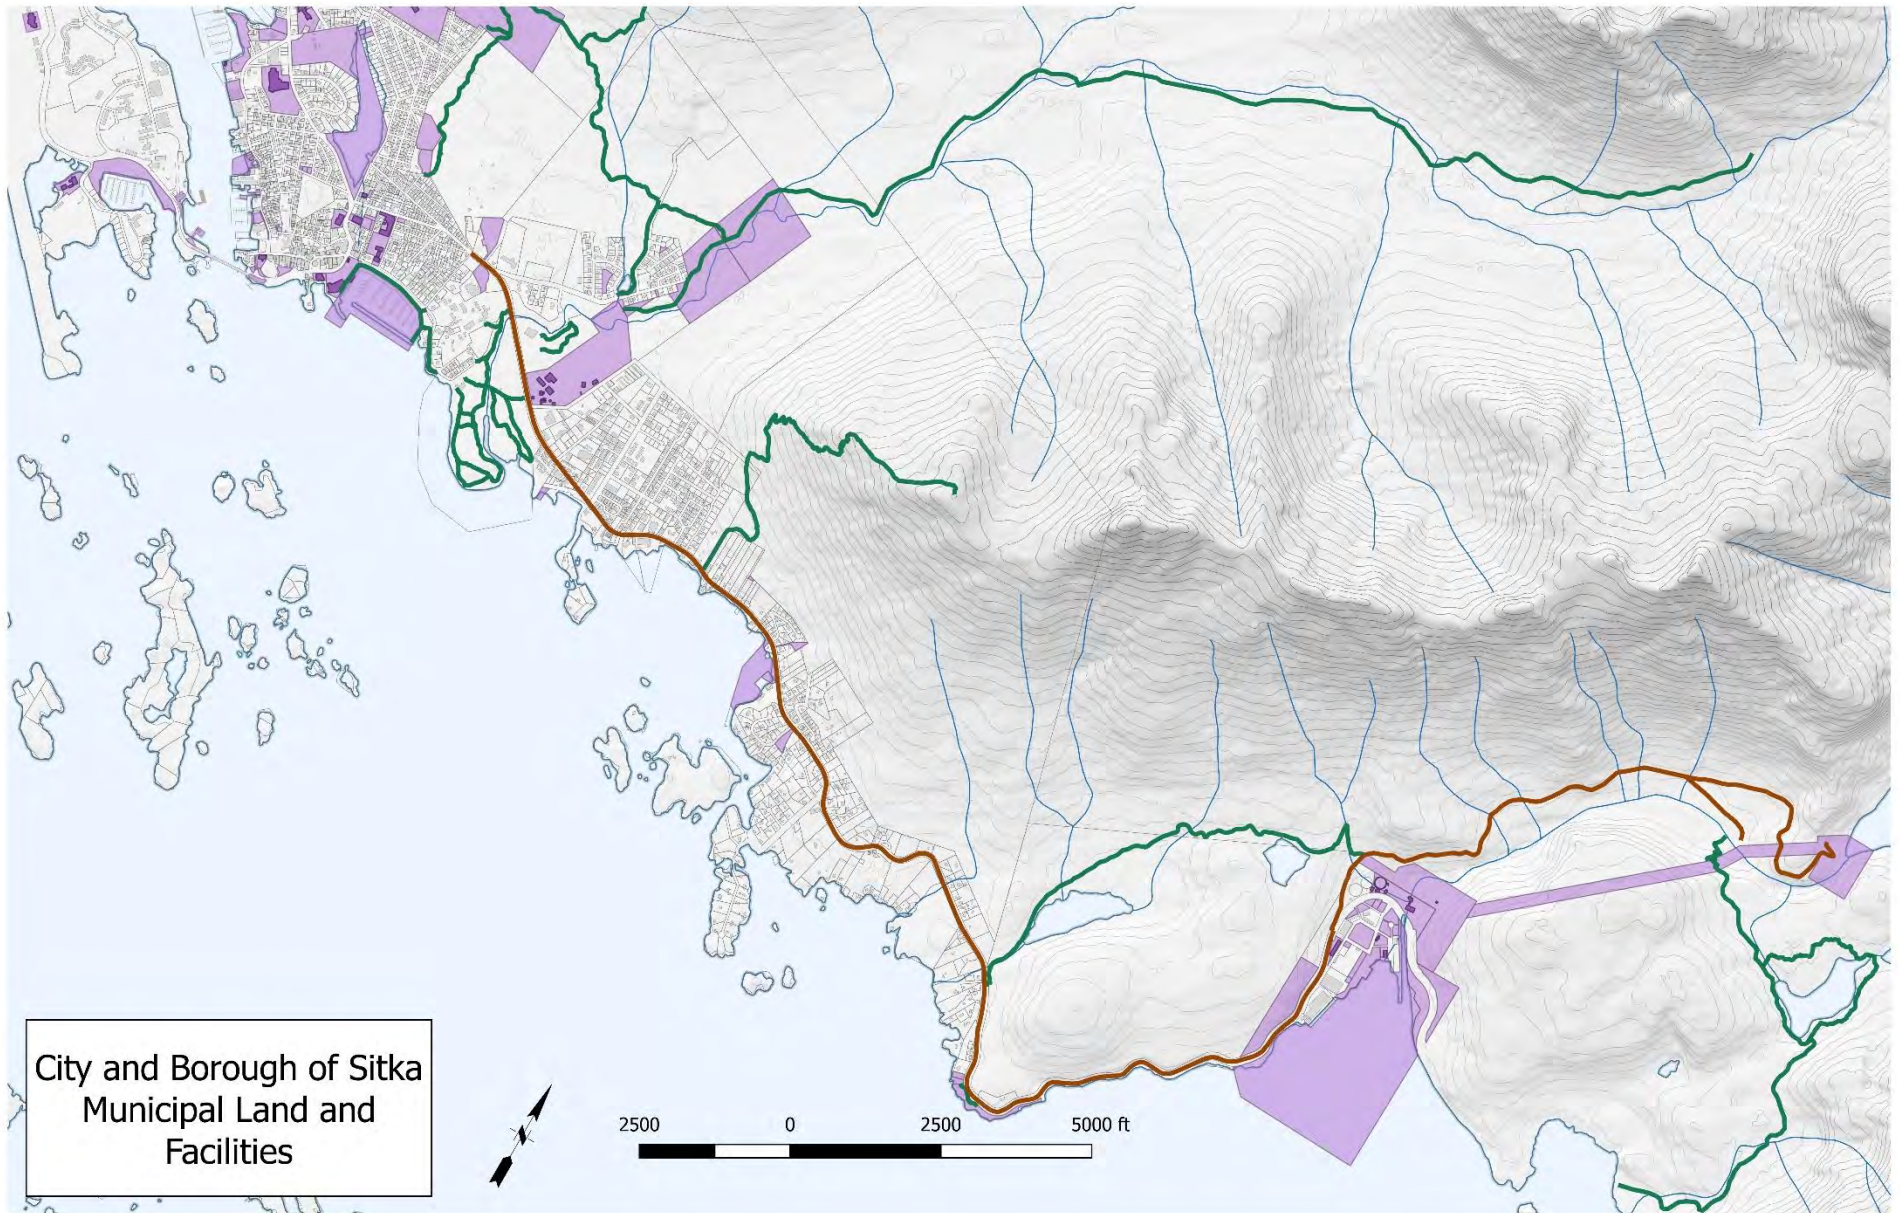 City and Borough of Sitka
Municipal Land and
Facilities
2500 0 2500 5000 ft